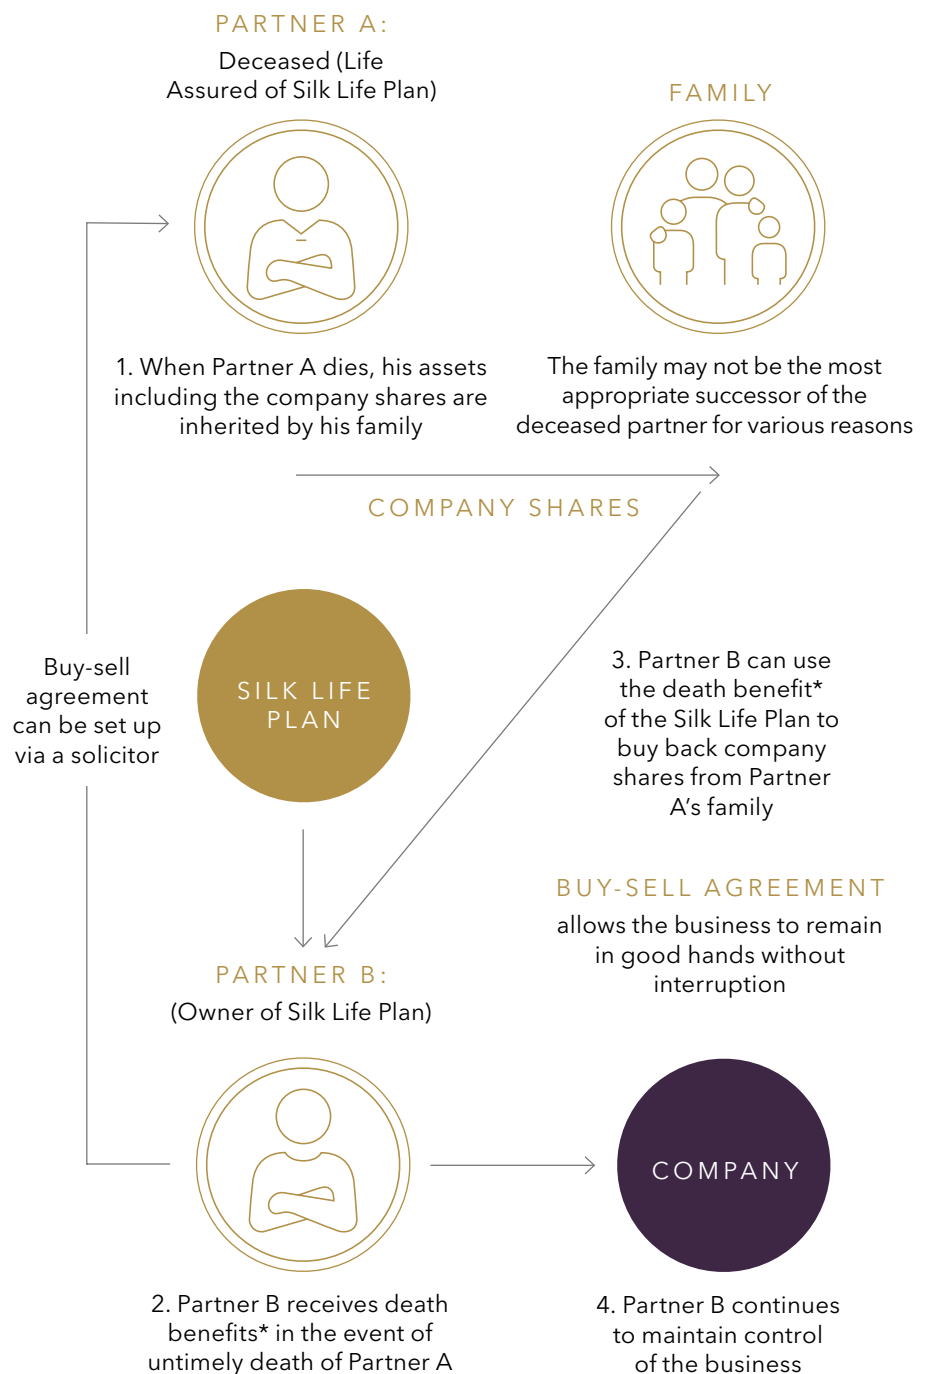 PARTNER A:
Deceased (Life
Assured of Silk Life Plan)
FAMILY
1. When Partner A dies, his assets
including the company shares are
inherited by his family
The family may not be the most
appropriate successor of the
deceased partner for various reasons
COMPANY SHARES
Buy-sell
agreement
can be set up
via a solicitor
SILK LIFE
PLAN
3. Partner B can use
the death benefit*
of the Silk Life Plan to
buy back company
shares from Partner
A’s family
BUY-SELL AGREEMENT
allows the business to remain
in good hands without
interruption
PARTNER B:
(Owner of Silk Life Plan)
COMPANY
2. Partner B receives death
benefits* in the event of
untimely death of Partner A
4. Partner B continues
to maintain control
of the business